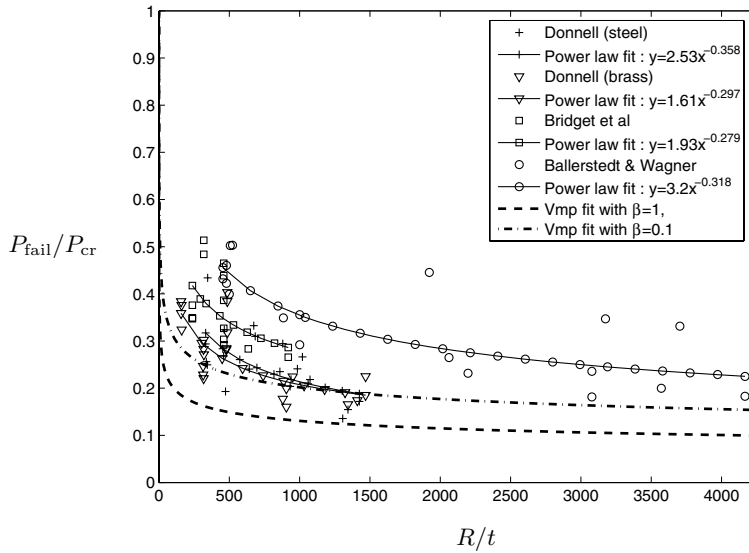 1
0.9
0.8
0.7
0.6
0.5
0.4
0.3
0.2
0.1
0
P_fail/P_cr
Donnell (steel)
Power law fit : y=2.53x^−0.358
Donnell (brass)
Power law fit : y=1.61x^−0.297
Bridget et al
Power law fit : y=1.93x^−0.279
Ballerstedt & Wagner
Power law fit : y=3.2x^−0.318
Vmp fit with β=1,
Vmp fit with β=0.1
0 500 1000 1500 2000 2500 3000 3500 4000
R/t